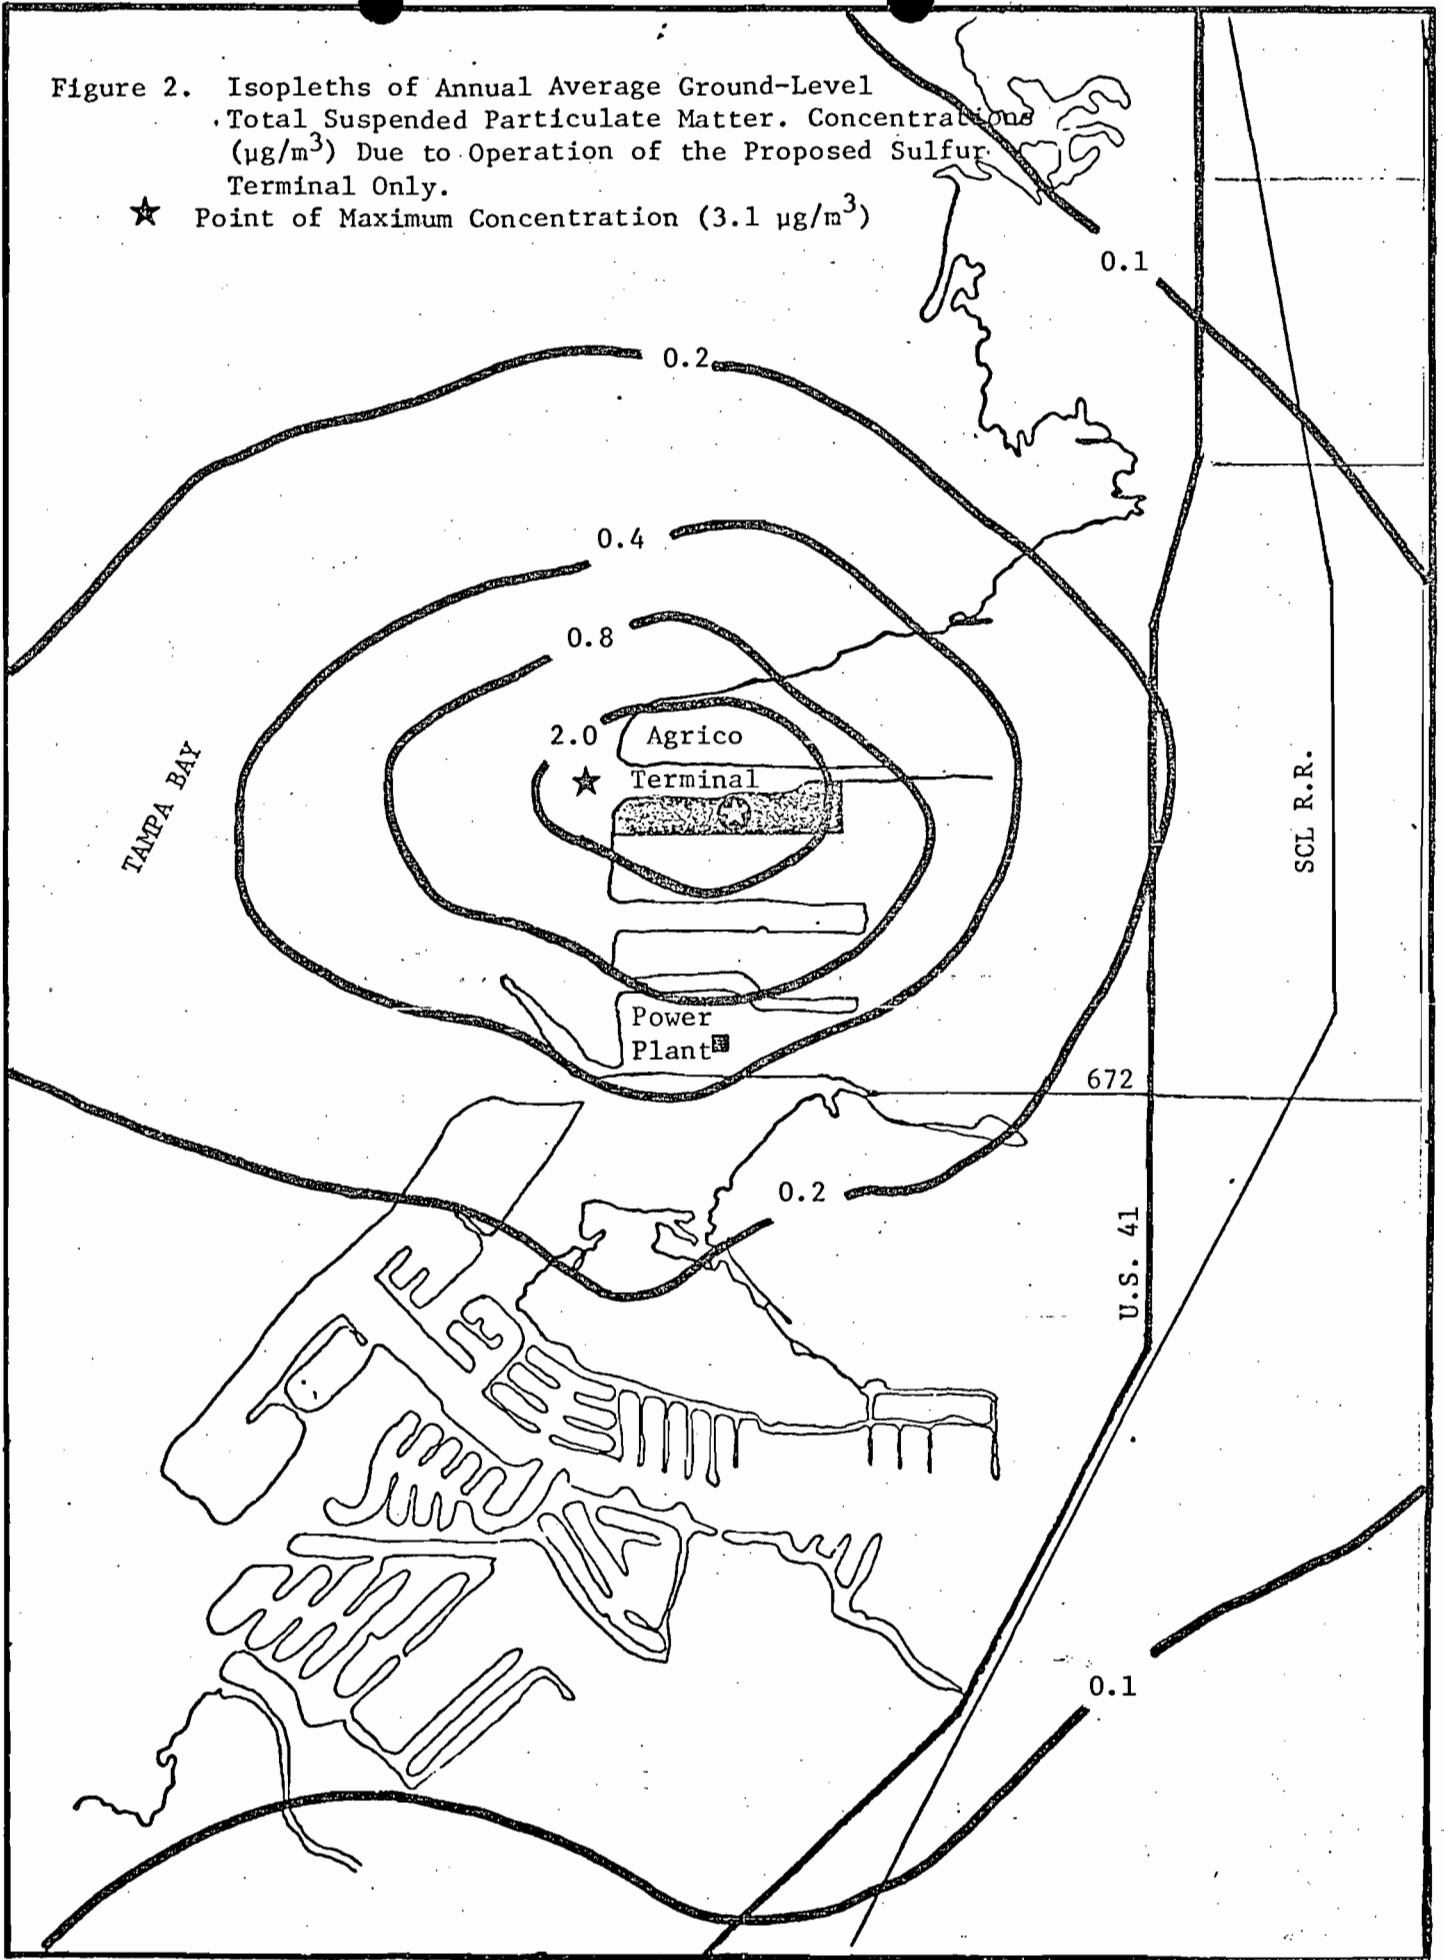 Figure 2. Isopleths of Annual Average Ground-Level
Total Suspended Particulate Matter. Concentrations
(µg/m³) Due to Operation of the Proposed Sulfur
Terminal Only.
★ Point of Maximum Concentration (3.1 µg/m³)
0.1
0.2
0.4
0.8
2.0
Agrico
Terminal
TAMPA BAY
SCL R.R.
Power
Plant
672
0.2
U.S. 41
0.1